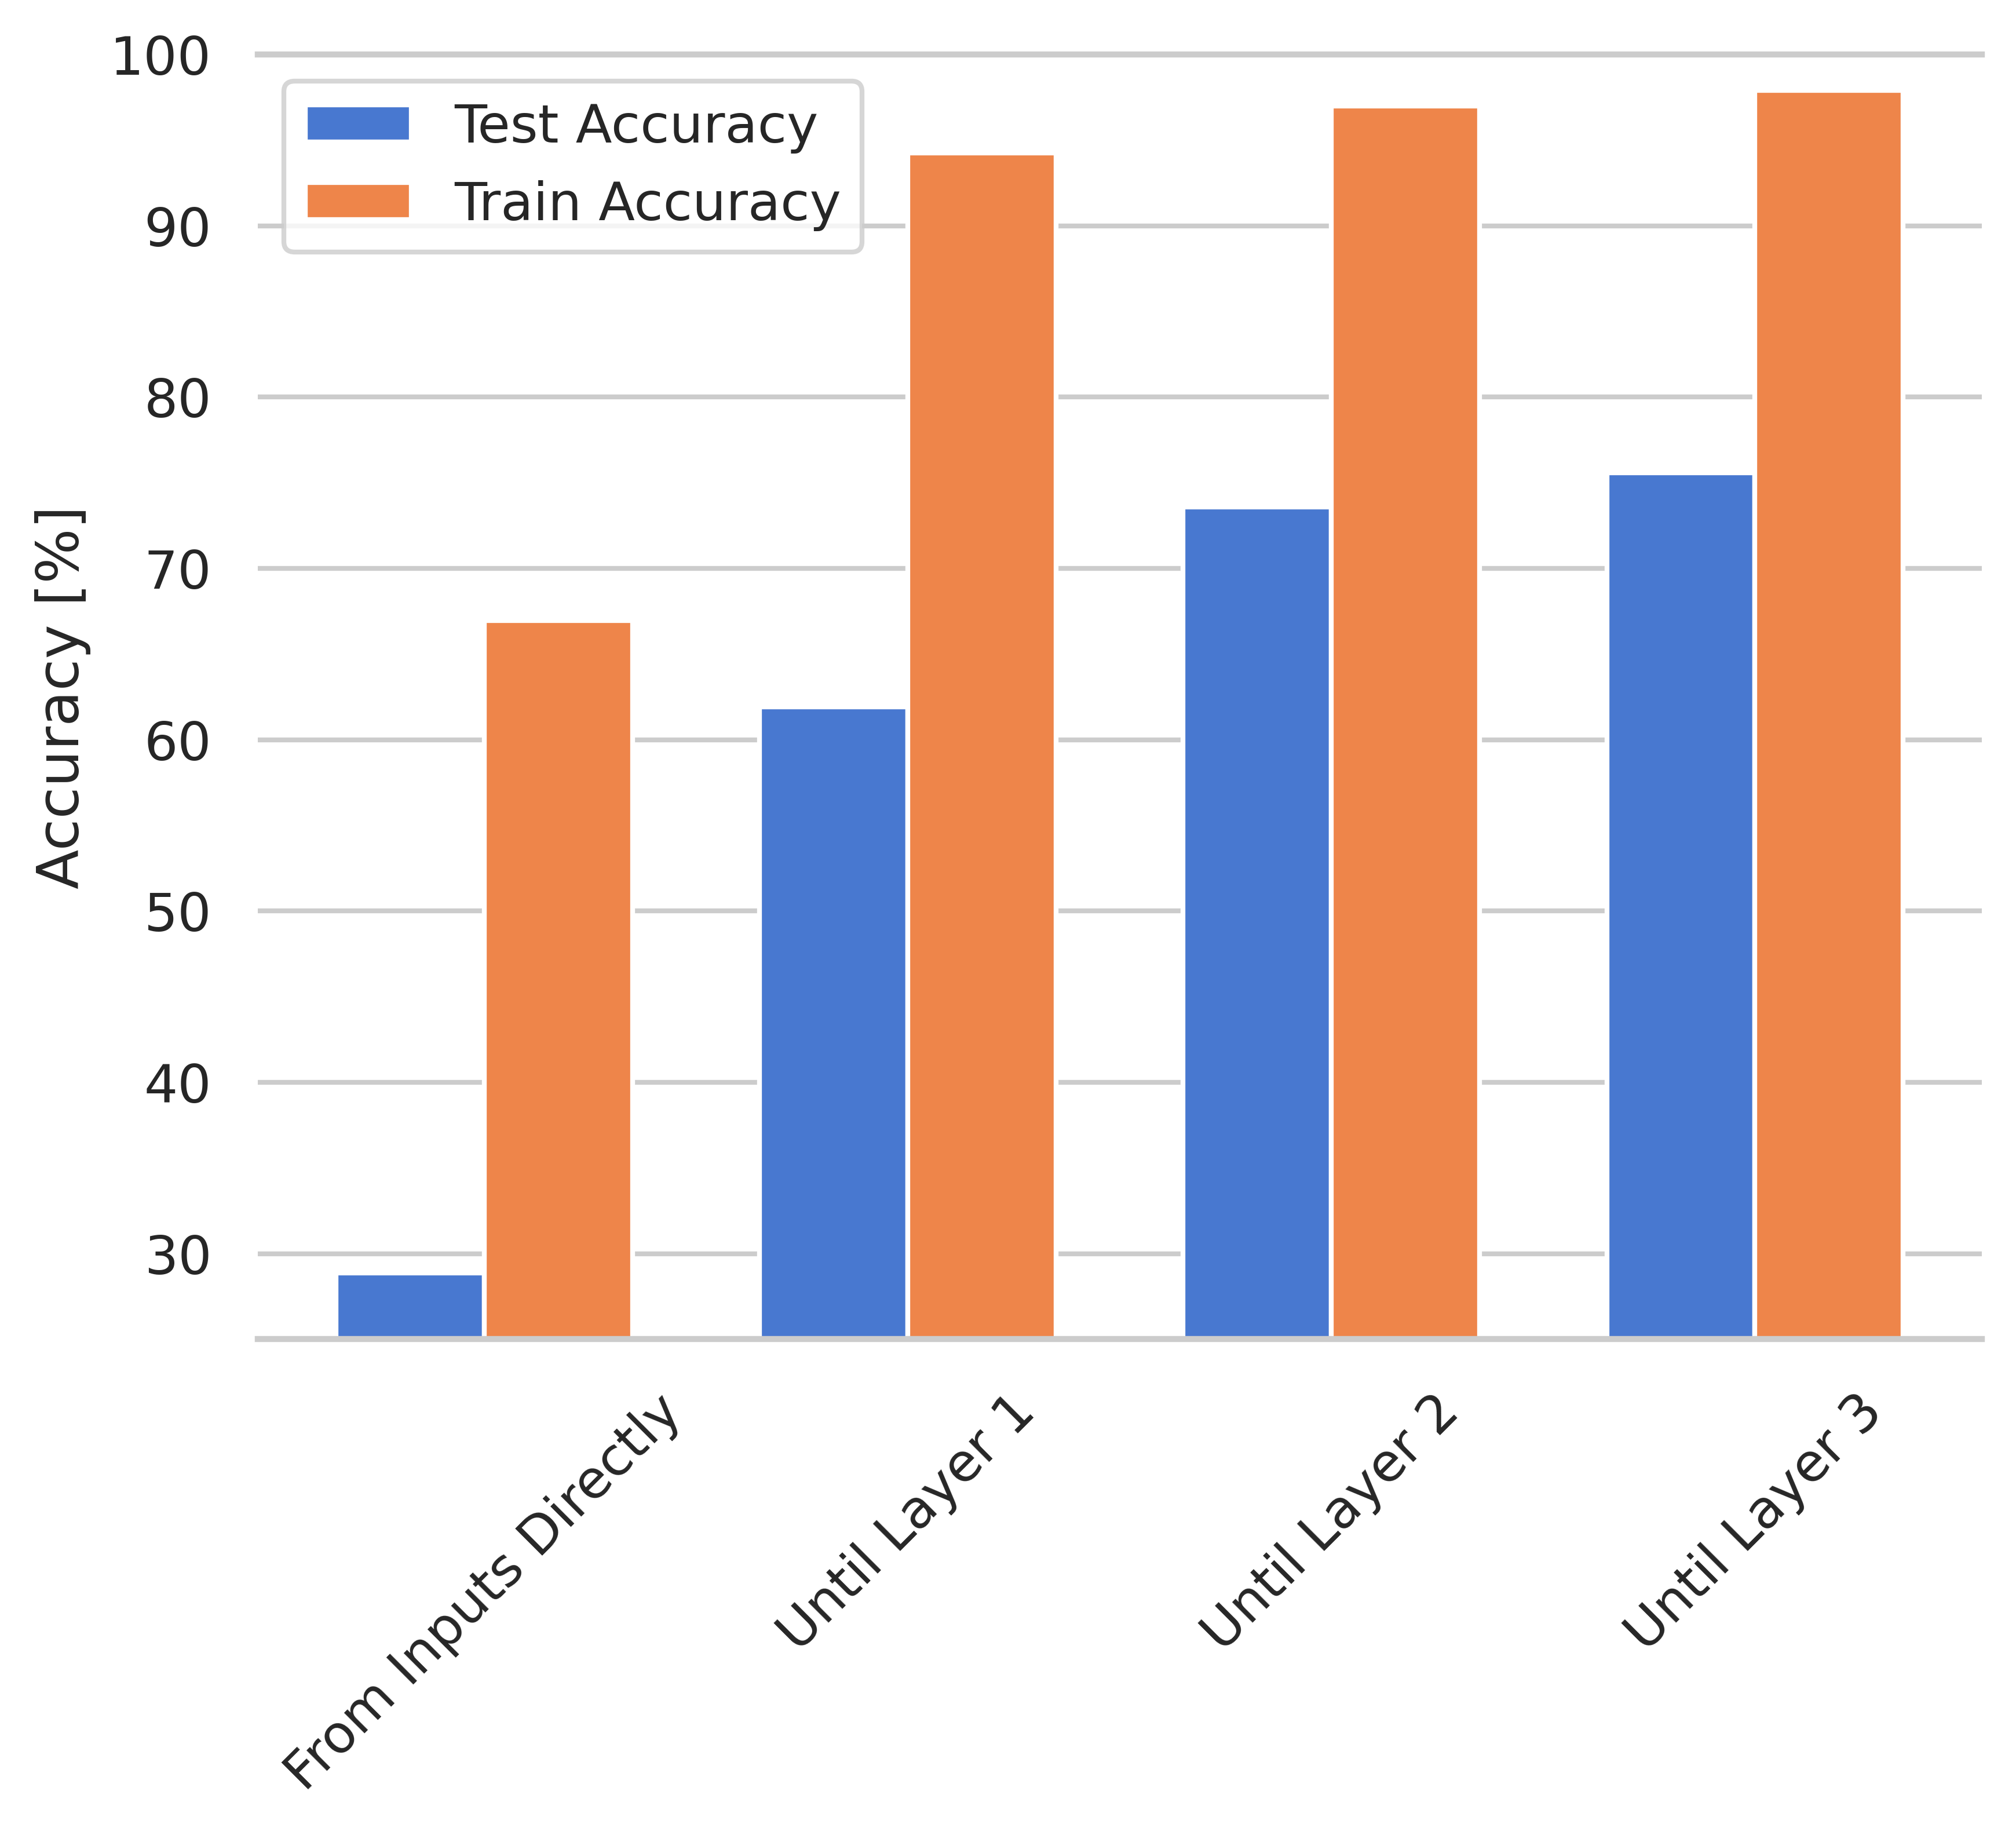 100
90
80
70
60
50
40
30
Accuracy [%]
Test Accuracy
Train Accuracy
From Inputs Directly
Until Layer 1
Until Layer 2
Until Layer 3